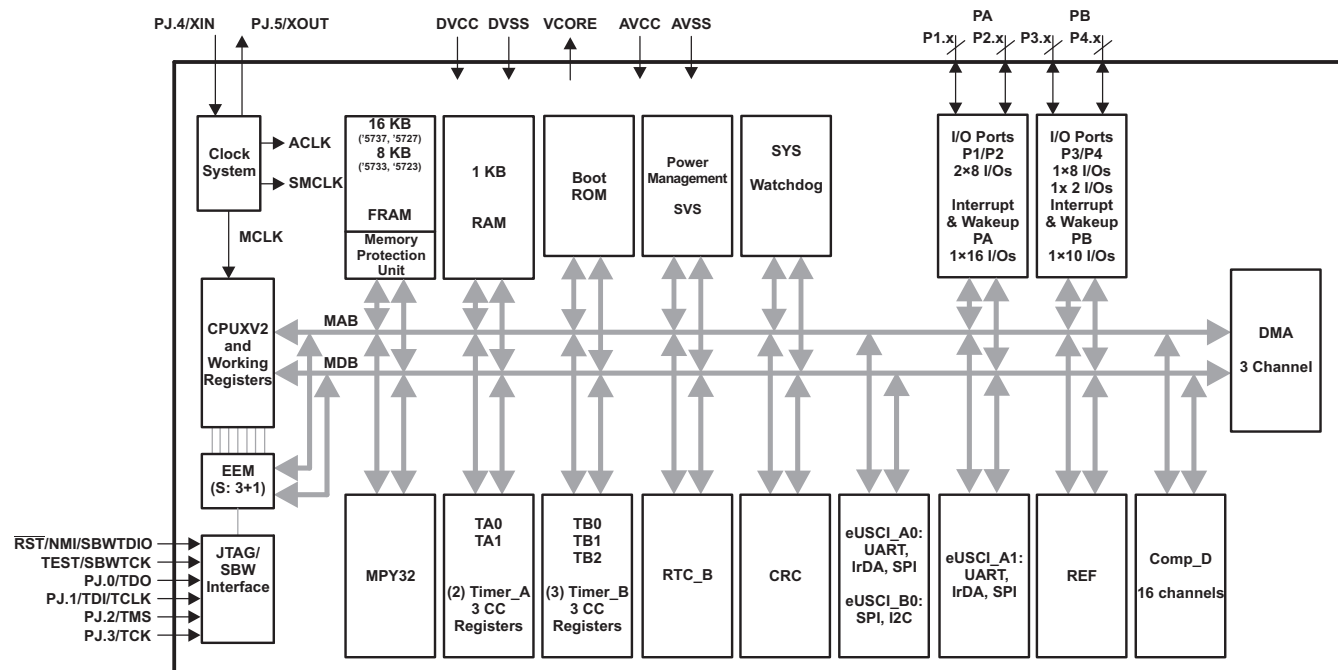 PJ.4/XIN
PJ.5/XOUT
DVCC
DVSS
VCORE
AVCC
AVSS
PA
P1.x
P2.x
PB
P3.x
P4.x
Clock
System
ACLK
SMCLK
MCLK
16 KB
('5737, '5727)
8 KB
('5733, '5723)
FRAM
Memory
Protection
Unit
1 KB
RAM
Boot
ROM
Power
Management
SVS
SYS
Watchdog
I/O Ports
P1/P2
2×8 I/Os
Interrupt
& Wakeup
PA
1×16 I/Os
I/O Ports
P3/P4
1×8 I/Os
1x 2 I/Os
Interrupt
& Wakeup
PB
1×10 I/Os
CPUXV2
and
Working
Registers
MAB
MDB
DMA
3 Channel
EEM
(S: 3+1)
RST/NMI/SBWTDIO
TEST/SBWTCK
PJ.0/TDO
PJ.1/TDI/TCLK
PJ.2/TMS
PJ.3/TCK
JTAG/
SBW
Interface
MPY32
TA0
TA1
(2) Timer_A
3 CC
Registers
TB0
TB1
TB2
(3) Timer_B
3 CC
Registers
RTC_B
CRC
eUSCI_A0:
UART,
IrDA, SPI
eUSCI_B0:
SPI, I2C
eUSCI_A1:
UART,
IrDA, SPI
REF
Comp_D
16 channels